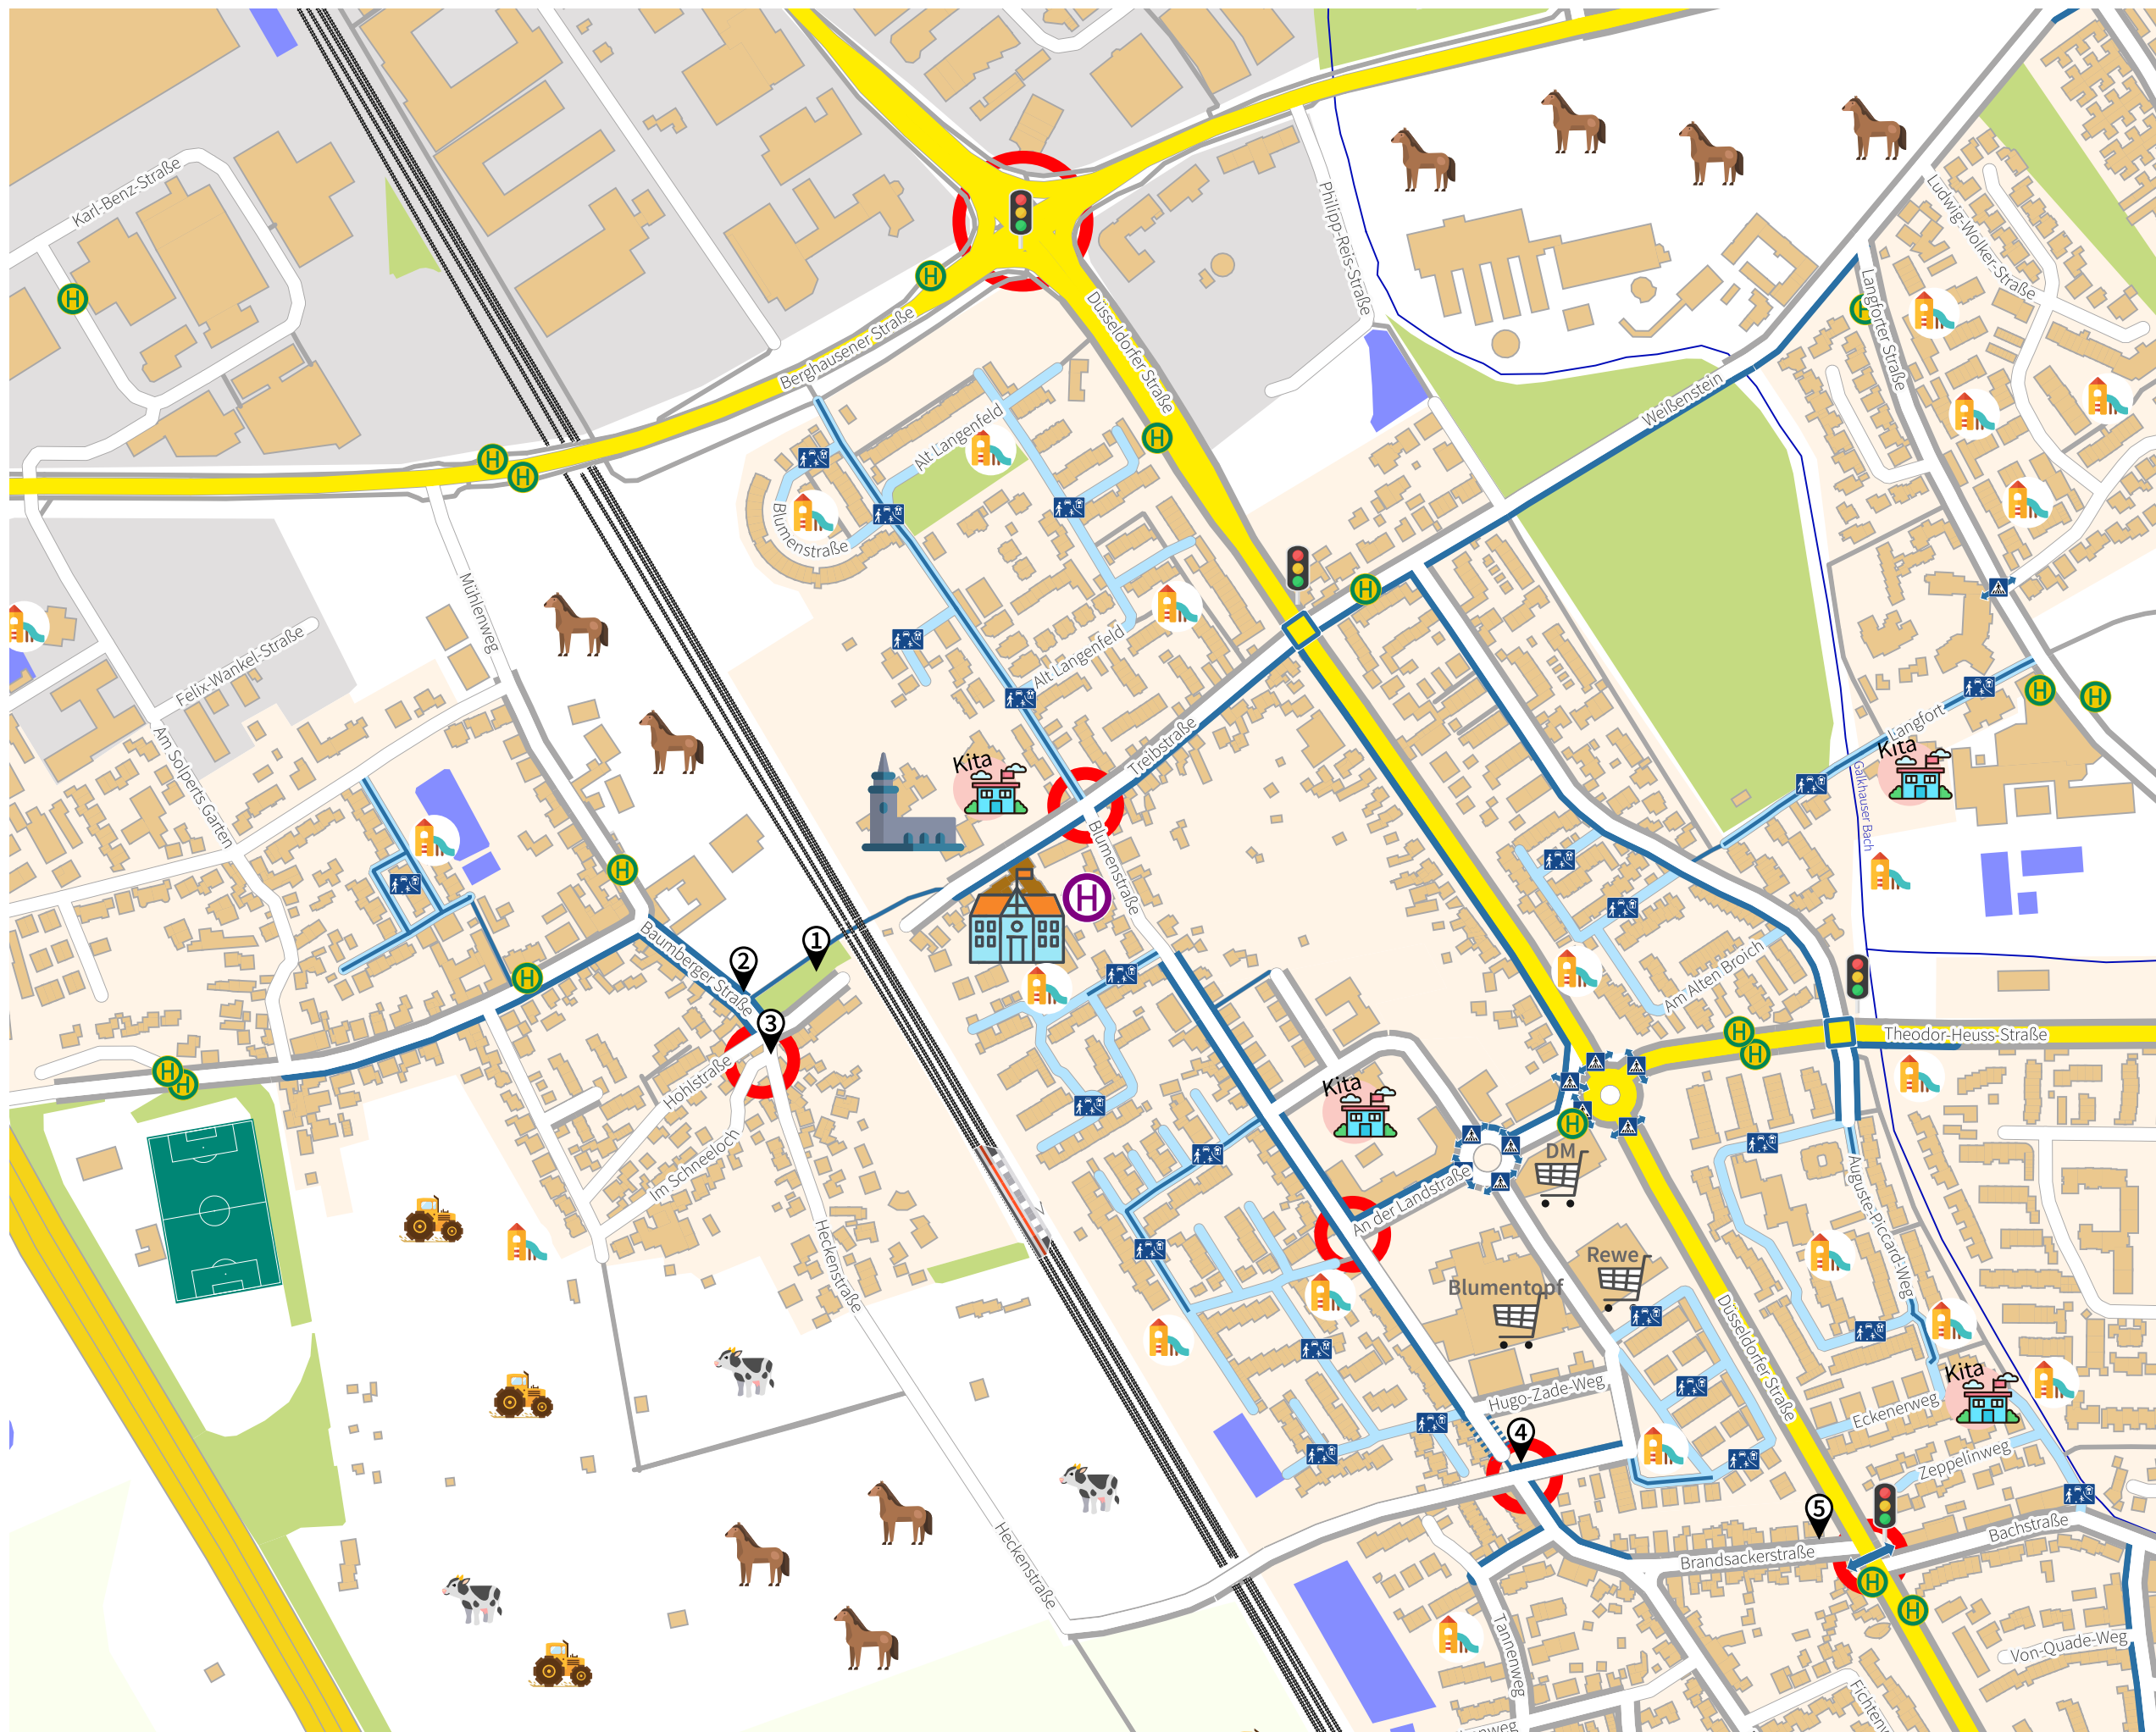 Karl-Benz-Straße
H
Philipp-Reis-Straße
Ludwig-Wolker-Straße
H
Berghausener Straße
Düsseldorfer Straße
Langforter Straße
H
Weißenstein
Alt Langenfeld
H
H
H
Blumenstraße
Mühlenweg
H
Felix-Wankel-Straße
Alt Langenfeld
H
H
Langfort
Am Solperts Garten
Treibstraße
Kita
Kita
Galkhauser Bach
Blumenstraße
H
H
Baumberger Straße
1
2
H
Am Alten Broich
3
H
H
Theodor-Heuss-Straße
H
H
Hohlstraße
Kita
H
Im Schneeloch
DM
An der Landstraße
Auguste-Piccard-Weg
Heckenstraße
Rewe
Blumentopf
Düsseldorfer Straße
Kita
Hugo-Zade-Weg
Eckenerweg
4
Zeppelinweg
5
Bachstraße
Brandsackerstraße
Heckenstraße
H
H
Tannenweg
Von-Quade-Weg